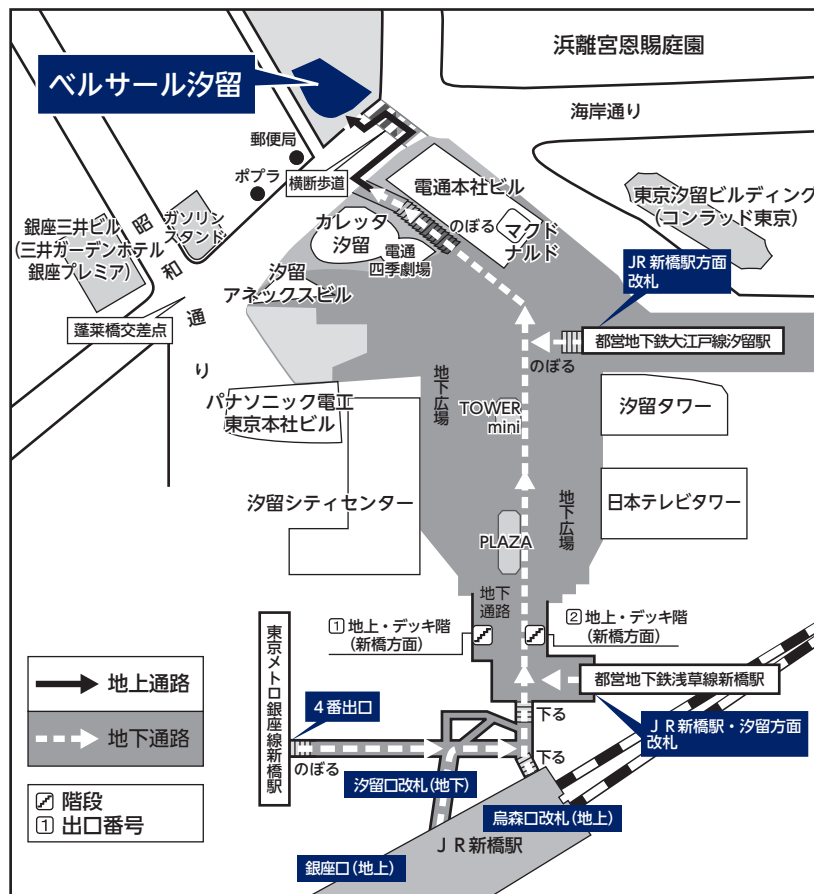 浜離宮恩賜庭園
ベルサール汐留
海岸通り
郵便局
ポプラ
横断歩道
電通本社ビル
東京汐留ビルディング
(コンラッド東京)
銀座三井ビル
(三井ガーデンホテル
銀座プレミア)
ガソリン
スタンド
昭和通り
カレッタ
汐留
のぼる
マクド
ナルド
電通
四季劇場
JR 新橋駅方面
改札
汐留
アネックスビル
蓬莱橋交差点
都営地下鉄大江戸線汐留駅
のぼる
地下広場
パナソニック電工
東京本社ビル
TOWER
mini
汐留タワー
汐留シティセンター
地下広場
日本テレビタワー
PLAZA
地下
通路
1 地上・デッキ階
(新橋方面)
2 地上・デッキ階
(新橋方面)
東京メトロ銀座線新橋駅
都営地下鉄浅草線新橋駅
地上通路
地下通路
4番出口
下る
JR新橋駅・汐留方面
改札
のぼる
下る
汐留口改札(地下)
階段
1 出口番号
烏森口改札(地上)
JR新橋駅
銀座口(地上)